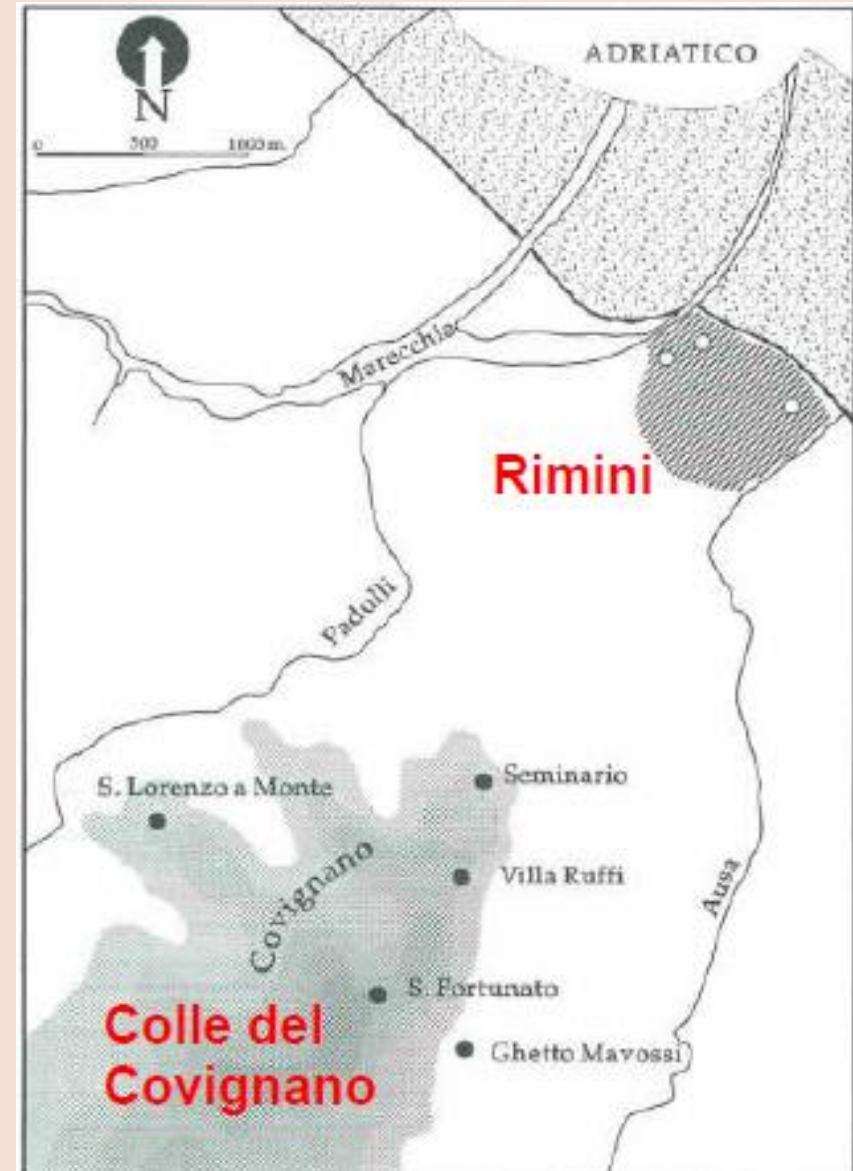 ADRIATICO
N
0 500 1000 m.
Marecchia
Rimini
Padulli
S. Lorenzo a Monte
Seminario
Covignano
Villa Ruffi
Ausa
S. Fortunato
Colle del
Covignano
Ghetto Mavossi